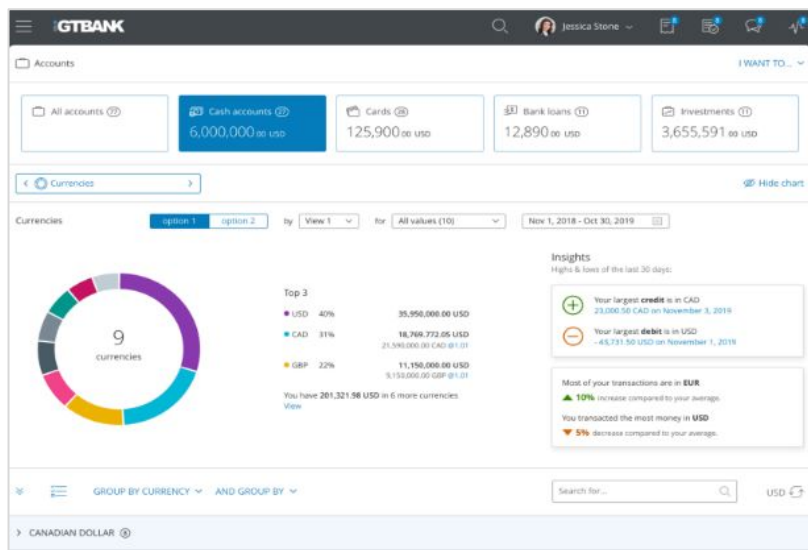 GTBANK
Jessica Stone
Accounts
I WANT TO...
All accounts (77)
Cash accounts (27)
6,000,000.00 USD
Cards (28)
125,900.00 USD
Bank loans (11)
12,890.00 USD
Investments (11)
3,655,591.00 USD
Currencies
Hide chart
Currencies
option 1
option 2
by
View 1
for
All values (10)
Nov 1, 2018 - Oct 30, 2019
9
currencies
Top 3
USD 40% 35,950,000.00 USD
CAD 31% 18,769.772.05 USD
21,590,000.00 CAD @1.01
GBP 22% 11,150,000.00 USD
9,150,000.00 GBP @1.01
You have 201,321.98 USD in 6 more currencies
View
Insights
Highs & lows of the last 30 days:
Your largest credit is in CAD
23,000.50 CAD on November 3, 2019
Your largest debit is in USD
- 43,731.50 USD on November 1, 2019
Most of your transactions are in EUR
10% increase compared to your average.
You transacted the most money in USD
5% decrease compared to your average.
GROUP BY CURRENCY
AND GROUP BY
Search for...
USD
CANADIAN DOLLAR